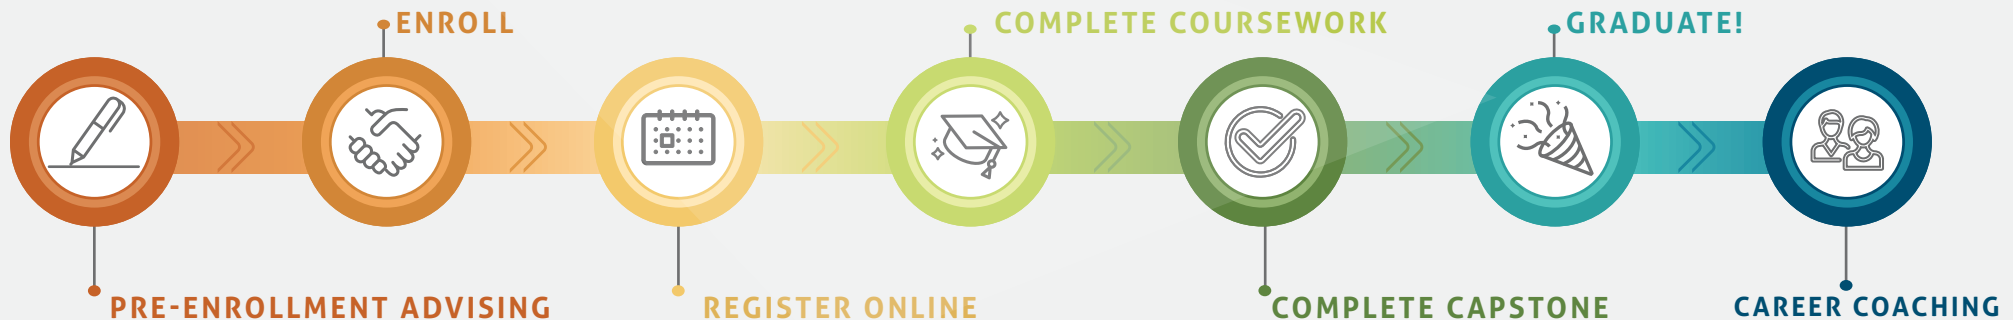 PRE-ENROLLMENT ADVISING
ENROLL
REGISTER ONLINE
COMPLETE COURSEWORK
COMPLETE CAPSTONE
GRADUATE!
CAREER COACHING